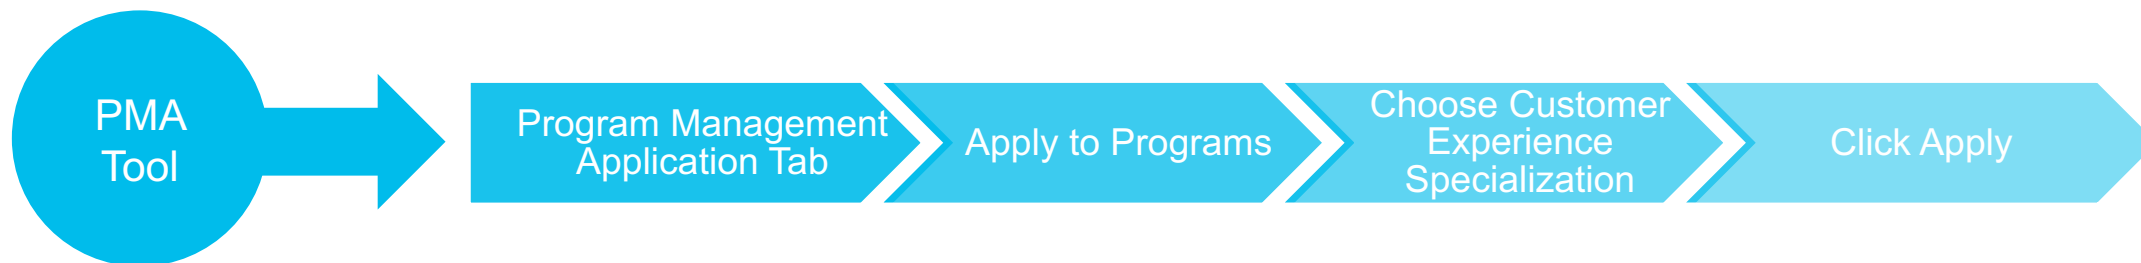 PMA
Tool
Program Management
Application Tab
Apply to Programs
Choose Customer
Experience
Specialization
Click Apply